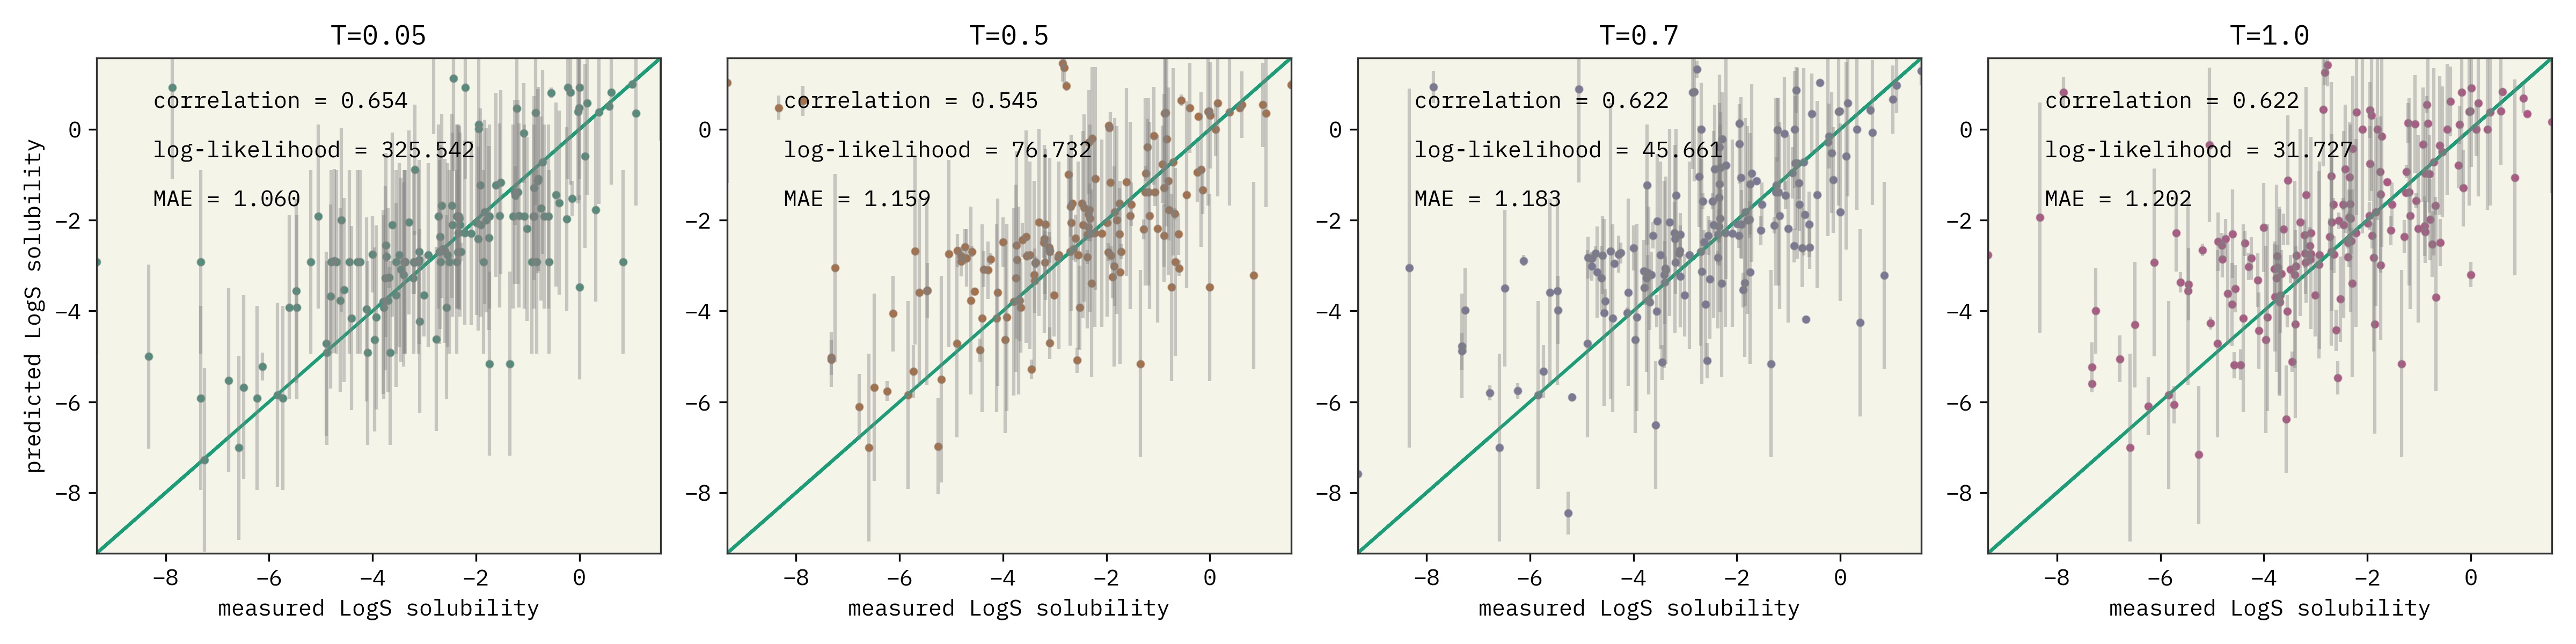 T=0.05
correlation = 0.654
log-likelihood = 325.542
MAE = 1.060
0
−2
−4
−6
−8
predicted LogS solubility
−8 −6 −4 −2 0
measured LogS solubility
T=0.5
correlation = 0.545
log-likelihood = 76.732
MAE = 1.159
0
−2
−4
−6
−8
−8 −6 −4 −2 0
measured LogS solubility
T=0.7
correlation = 0.622
log-likelihood = 45.661
MAE = 1.183
0
−2
−4
−6
−8
−8 −6 −4 −2 0
measured LogS solubility
T=1.0
correlation = 0.622
log-likelihood = 31.727
MAE = 1.202
0
−2
−4
−6
−8
−8 −6 −4 −2 0
measured LogS solubility